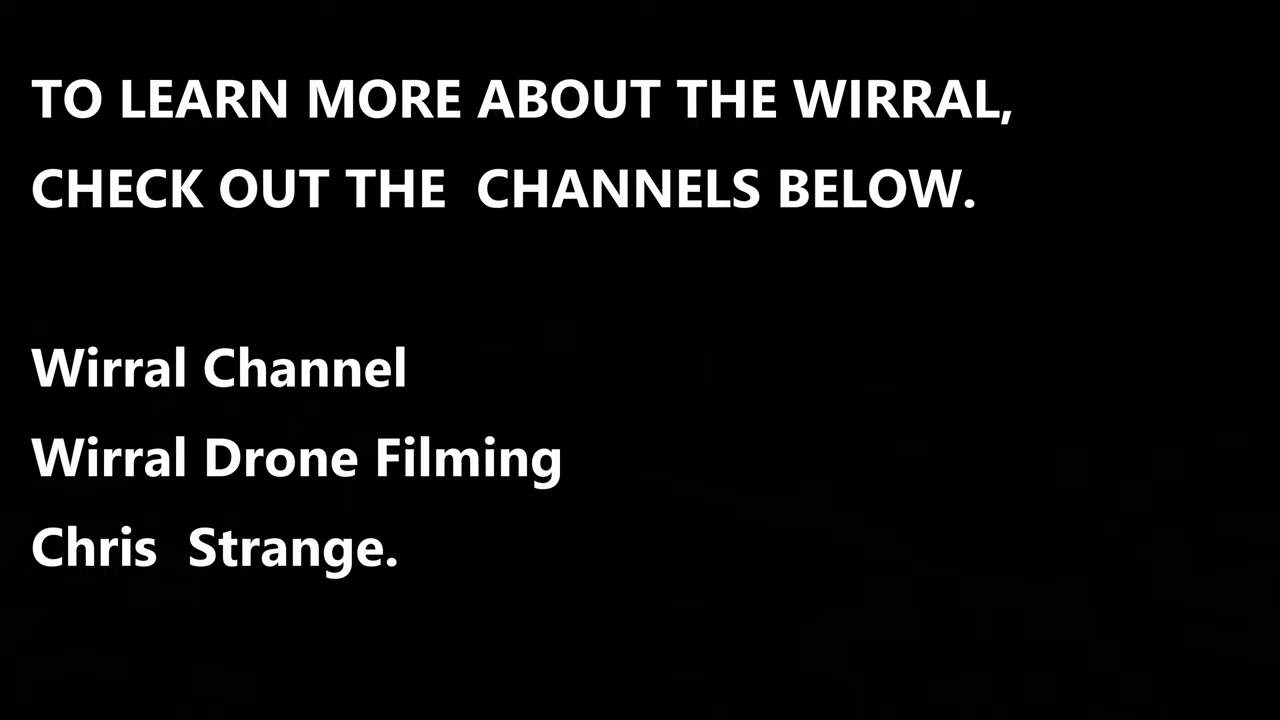 TO LEARN MORE ABOUT THE WIRRAL,
CHECK OUT THE  CHANNELS BELOW.
Wirral Channel
Wirral Drone Filming
Chris  Strange.